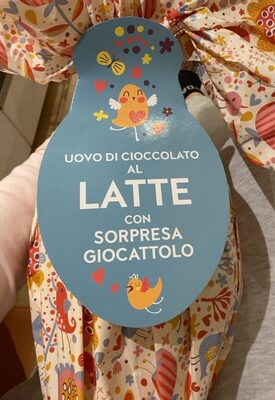 UOVO DI CIOCCOLATO
AL
LATTE
CON
SORPRESA
GIOCATTOLO